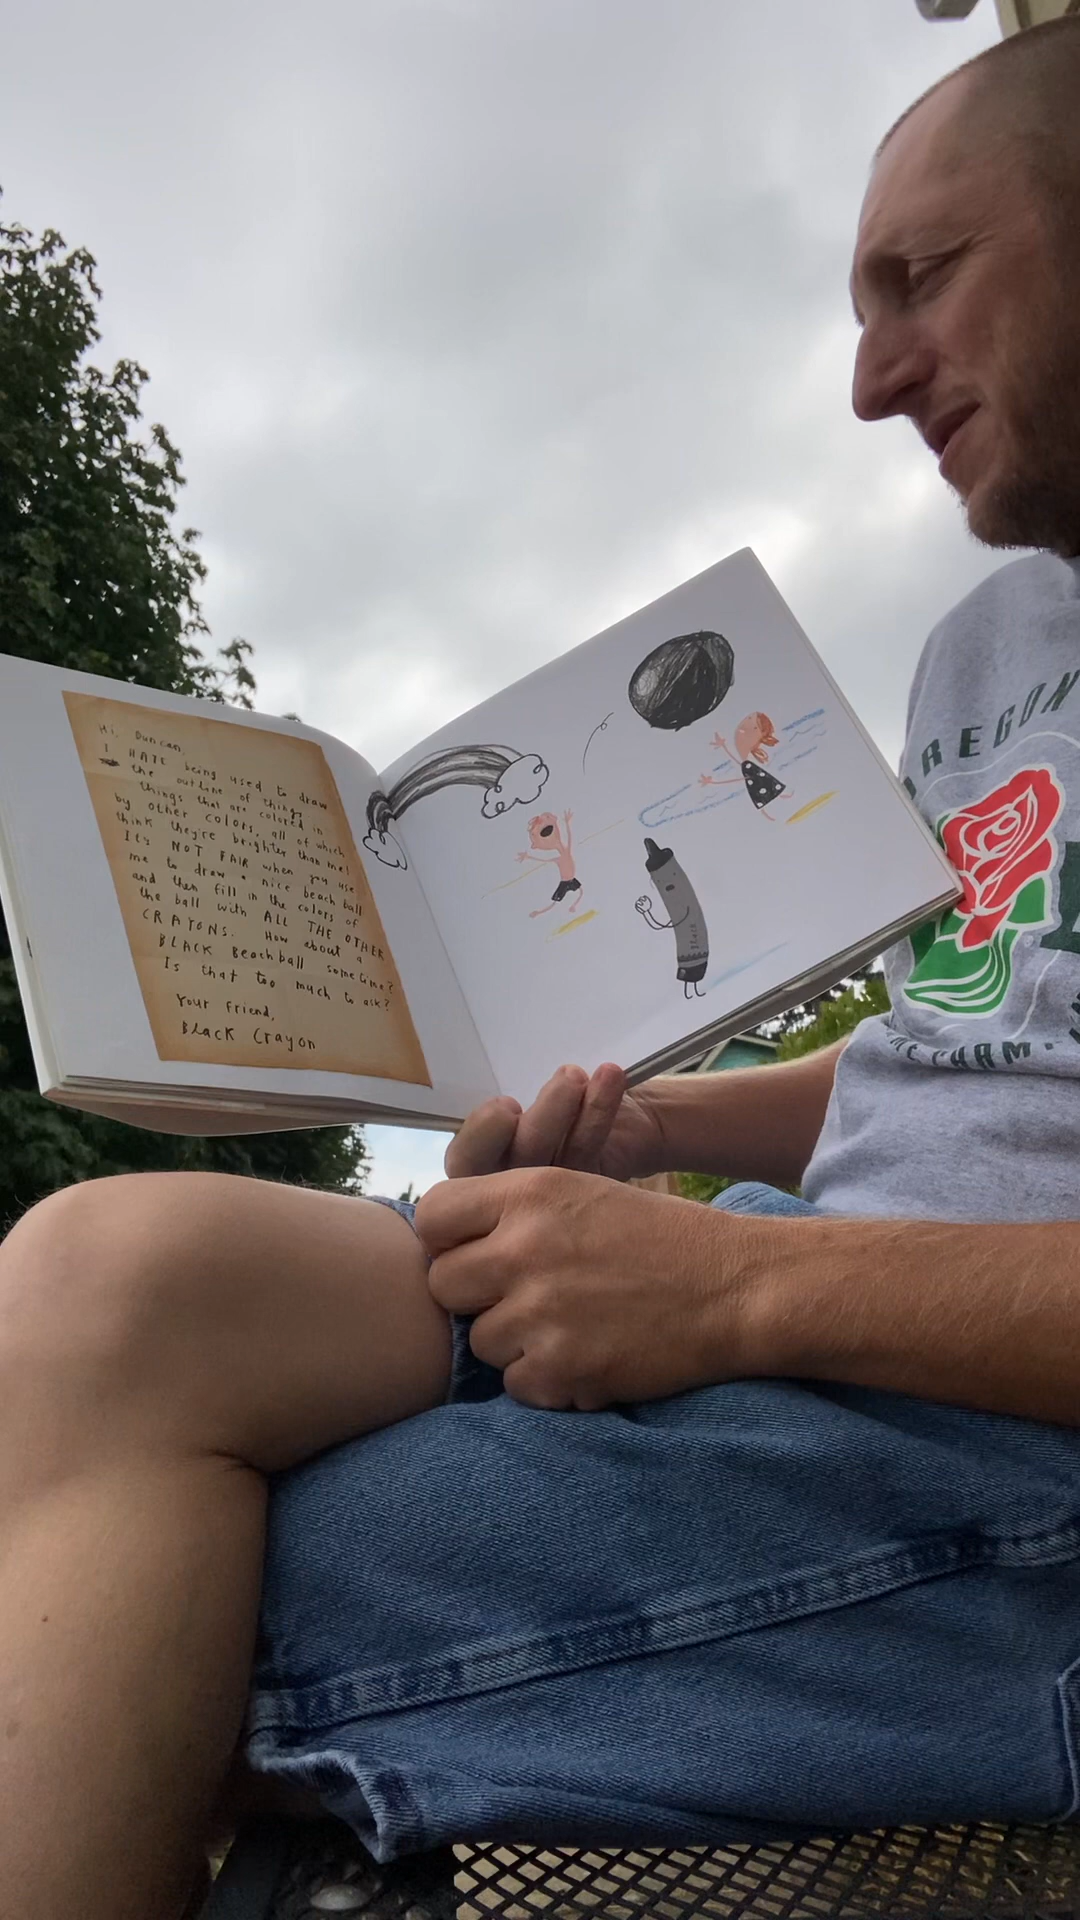 Hi, Duncan,
I HATE being used to draw
the outline of things
things that are colored in
by other colors, all of which
think they're brighter than me!
It's NOT FAIR when you use
me to draw a nice beach ball
and then fill in the colors of
the ball with ALL THE OTHER
CRAYONS. How about a
BLACK Beachball sometime?
Is that too much to ask?
Your friend,
Black Crayon
BLACK
OREGON